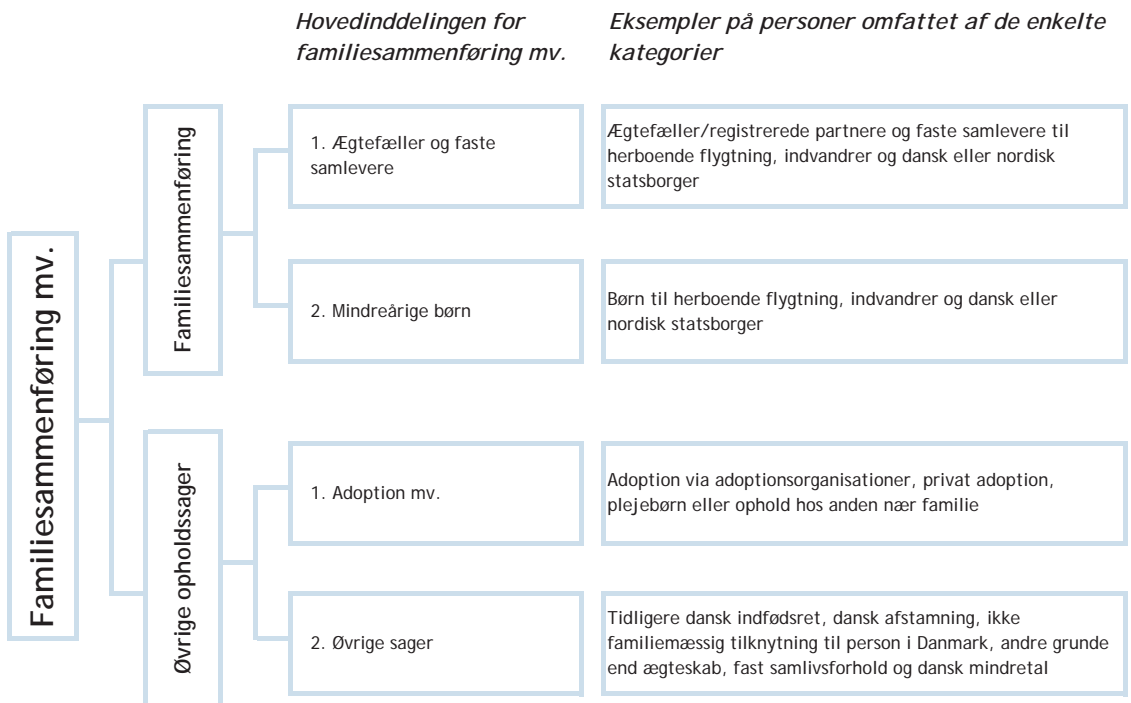 Hovedinddelingen for
familiesammenføring mv.
Eksempler på personer omfattet af de enkelte
kategorier
Familiesammenføring mv.
Familiesammenføring
1. Ægtefæller og faste
samlevere
Ægtefæller/registrerede partnere og faste samlevere til
herboende flygtning, indvandrer og dansk eller nordisk
statsborger
2. Mindreårige børn
Børn til herboende flygtning, indvandrer og dansk eller
nordisk statsborger
Øvrige opholdssager
1. Adoption mv.
Adoption via adoptionsorganisationer, privat adoption,
plejebørn eller ophold hos anden nær familie
2. Øvrige sager
Tidligere dansk indfødsret, dansk afstamning, ikke
familiemæssig tilknytning til person i Danmark, andre grunde
end ægteskab, fast samlivsforhold og dansk mindretal